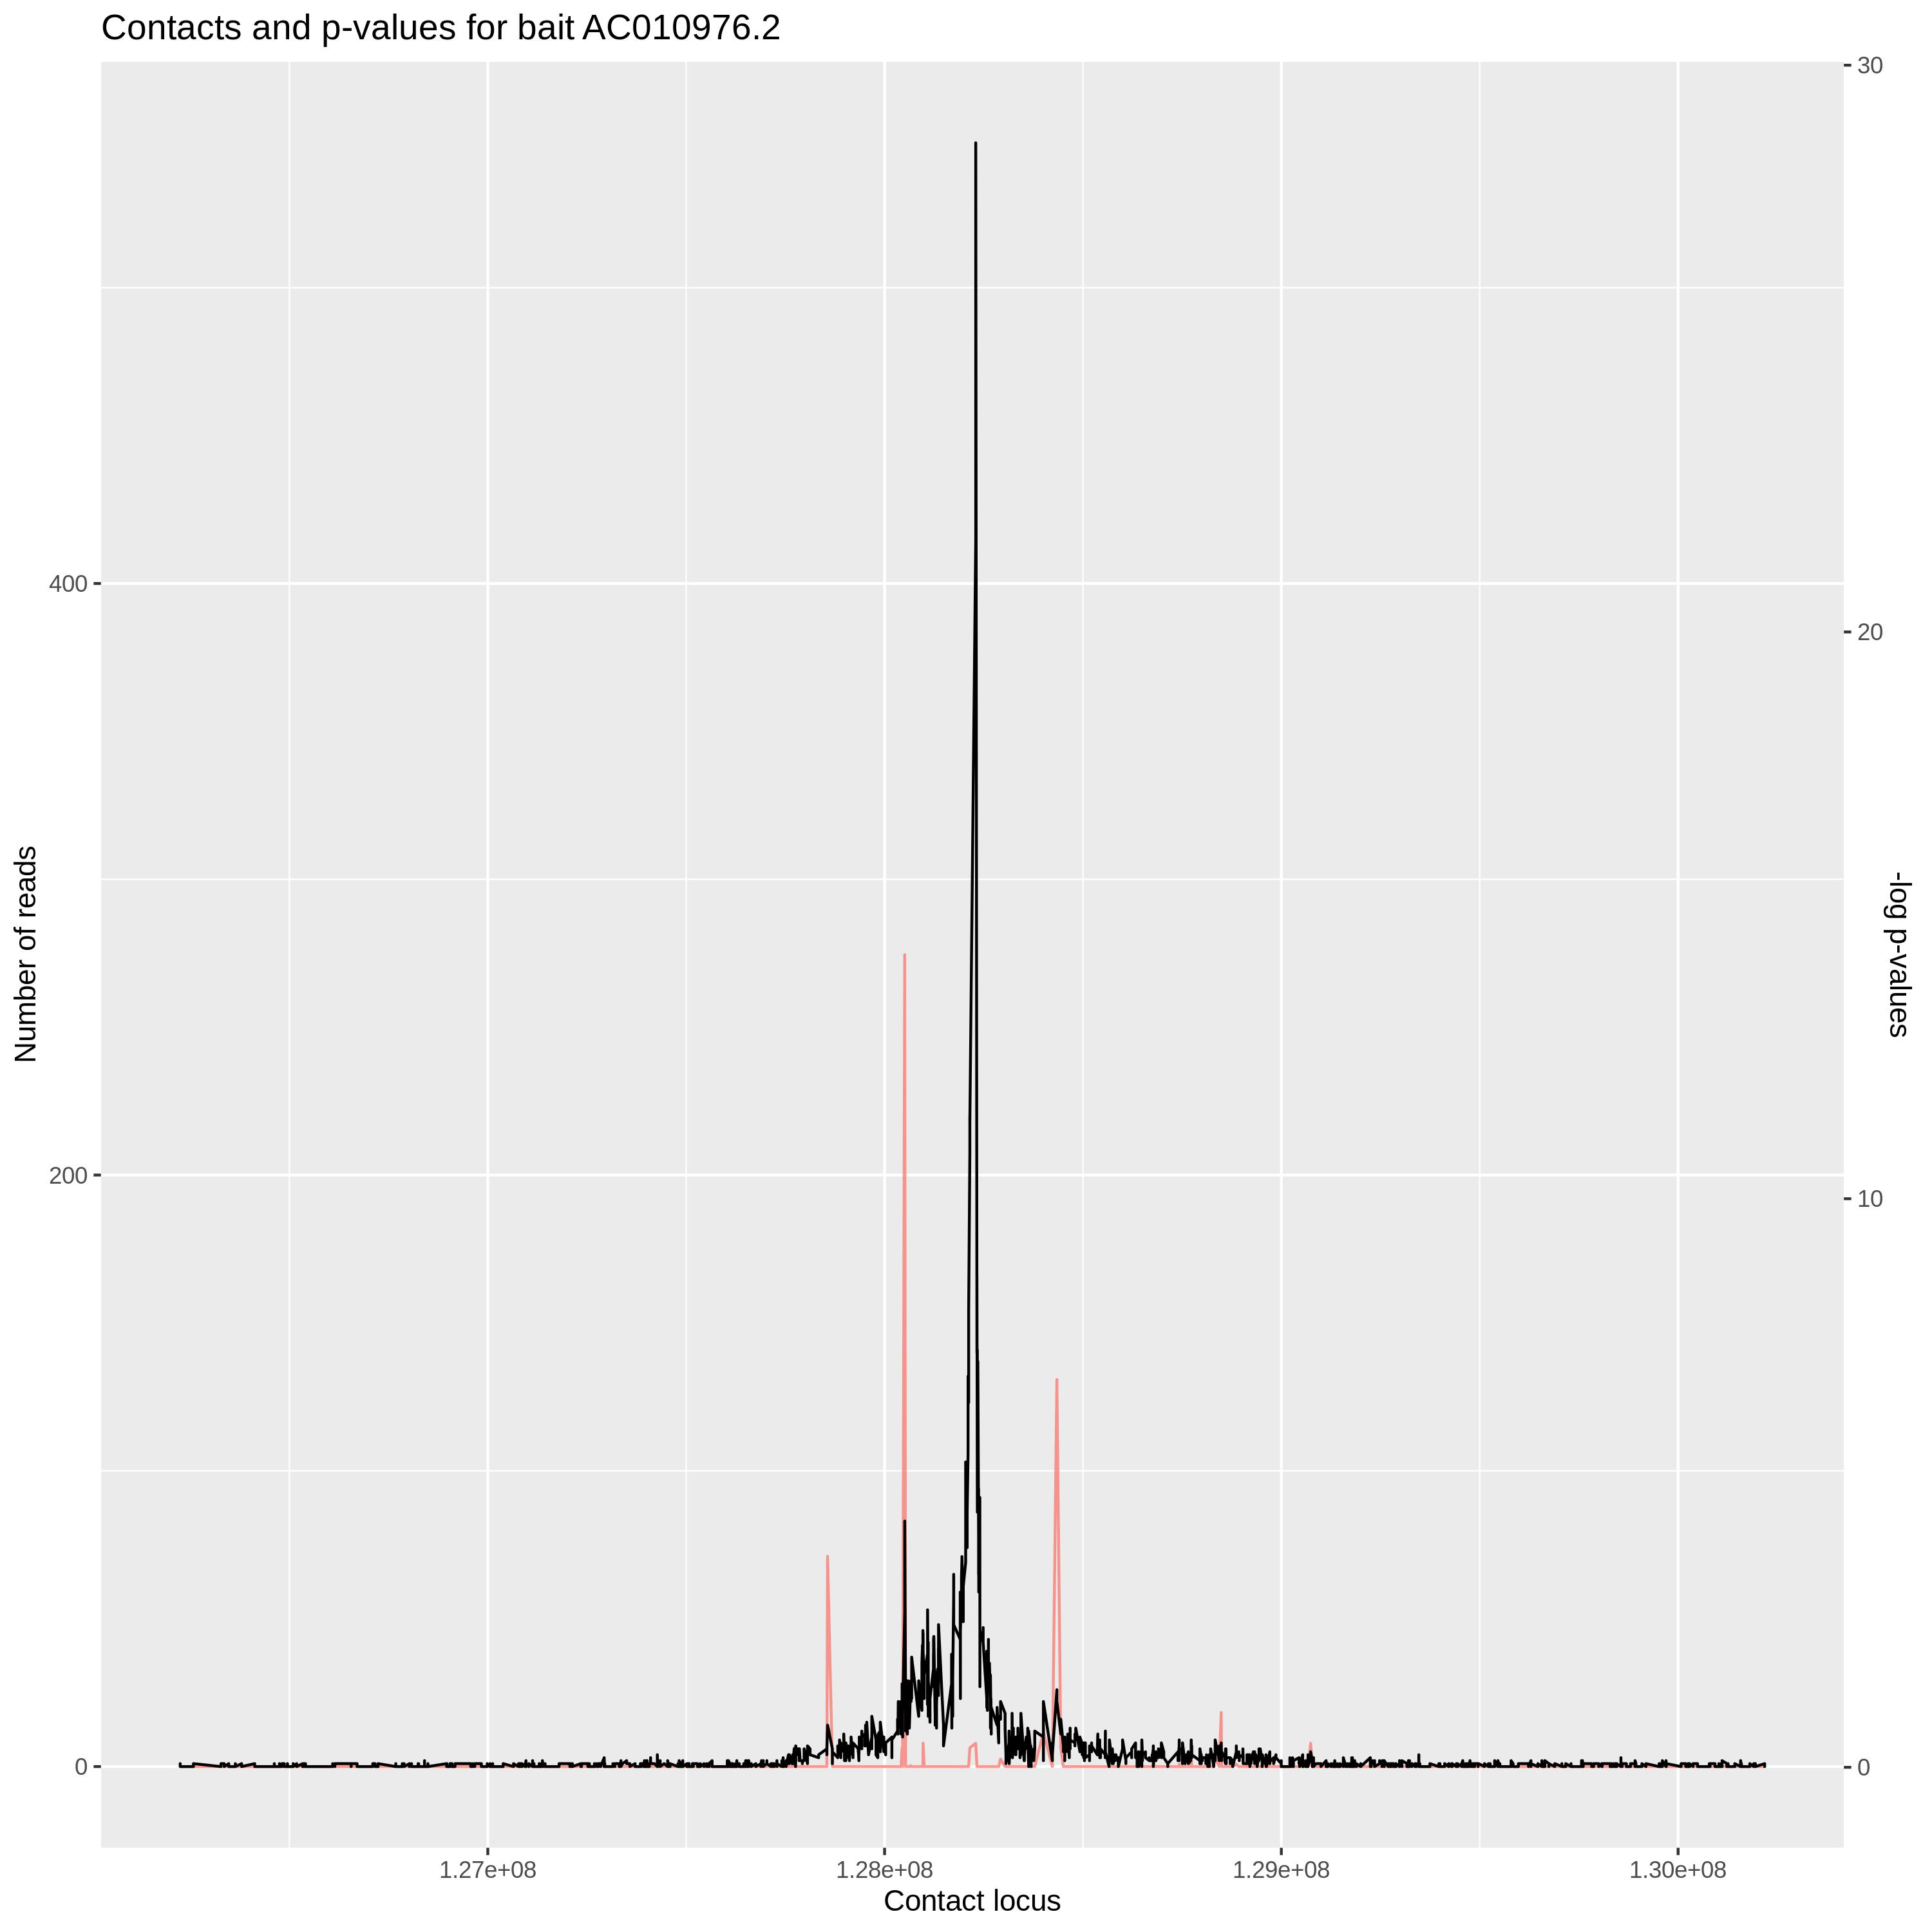 Contacts and p-values for bait AC010976.2
30
400
20
Number of reads
-log p-values
200
10
0
0
1.27e+08
1.28e+08
1.29e+08
1.30e+08
Contact locus